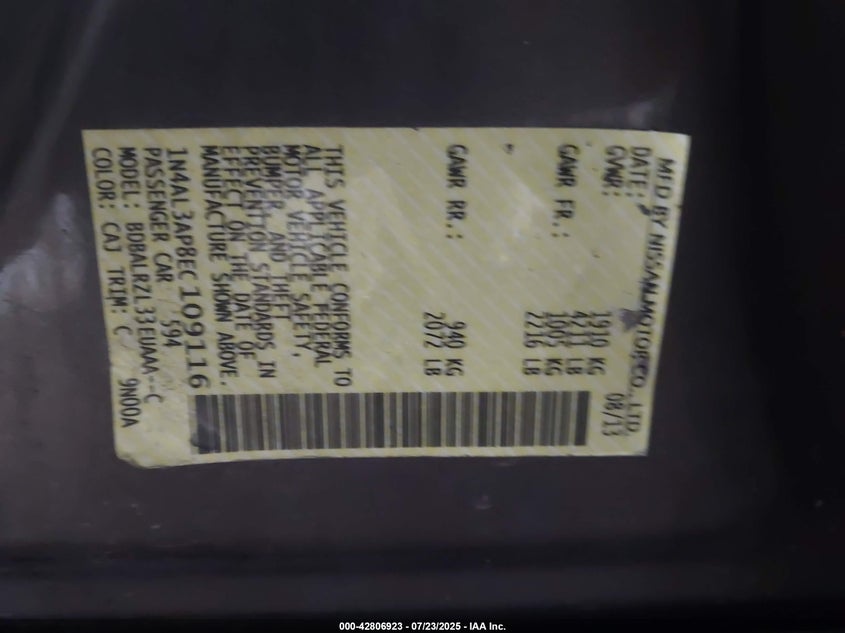 MFD BY NISSAN MOTOR CO., LTD
DATE: 08/13
GVWR: 1910 KG
4211 LB
GAWR FR.: 1005 KG
2216 LB
GAWR RR.: 940 KG
2072 LB
THIS VEHICLE CONFORMS TO
ALL APPLICABLE FEDERAL
MOTOR VEHICLE SAFETY,
BUMPER, AND THEFT
PREVENTION STANDARDS IN
EFFECT ON THE DATE OF
MANUFACTURE SHOWN ABOVE.
1N4AL3AP8EC109116
PASSENGER CAR 594
MODEL: BDBALRZL33EUAAA--C
COLOR: CAJ TRIM: C 9N00A
000-42806923 - 07/23/2025 - IAA Inc.